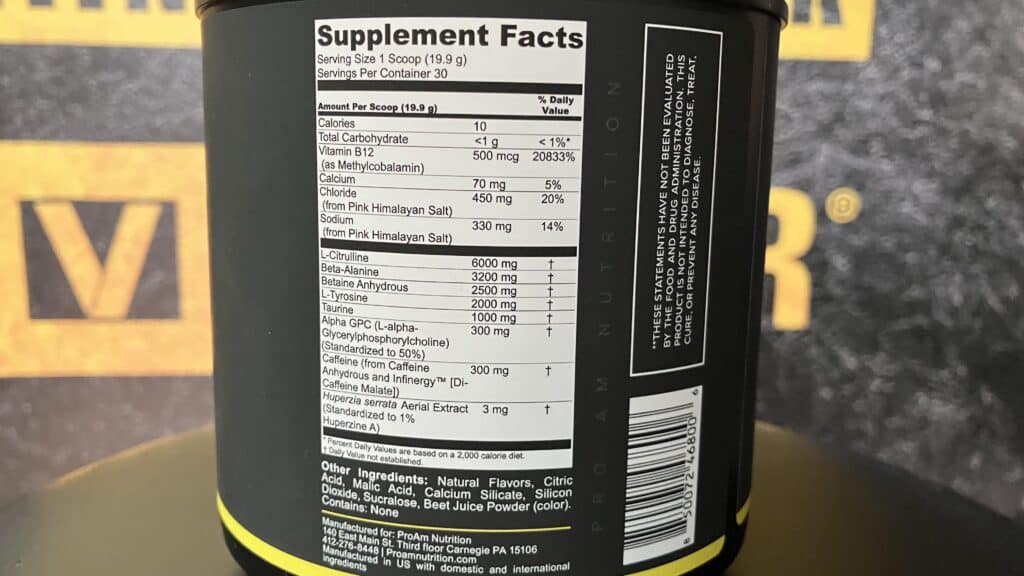 Supplement Facts
Serving Size 1 Scoop (19.9 g)
Servings Per Container 30
Amount Per Scoop (19.9 g) % Daily Value
Calories 10
Total Carbohydrate <1 g < 1%*
Vitamin B12 500 mcg 20833%
(as Methylcobalamin)
Calcium 70 mg 5%
Chloride 450 mg 20%
(from Pink Himalayan Salt)
Sodium 330 mg 14%
(from Pink Himalayan Salt)
L-Citrulline 6000 mg †
Beta-Alanine 3200 mg †
Betaine Anhydrous 2500 mg †
L-Tyrosine 2000 mg †
Taurine 1000 mg †
Alpha GPC (L-alpha- 300 mg †
Glycerylphosphorylcholine)
(Standardized to 50%)
Caffeine (from Caffeine 300 mg †
Anhydrous and Infinergy™ [Di-
Caffeine Malate])
Huperzia serrata Aerial Extract 3 mg †
(Standardized to 1%
Huperzine A)
* Percent Daily Values are based on a 2,000 calorie diet.
† Daily Value not established.
Other Ingredients: Natural Flavors, Citric
Acid, Malic Acid, Calcium Silicate, Silicon
Dioxide, Sucralose, Beet Juice Powder (color).
Contains: None
Manufactured for: ProAm Nutrition
140 East Main St. Third floor Carnegie PA 15106
412-276-8448 | Proamnutrition.com
Manufactured in US with domestic and international
ingredients
PRO AM NUTRITION
**THESE STATEMENTS HAVE NOT BEEN EVALUATED
BY THE FOOD AND DRUG ADMINISTRATION. THIS
PRODUCT IS NOT INTENDED TO DIAGNOSE, TREAT,
CURE, OR PREVENT ANY DISEASE.
8 50072 46800 6
V
R